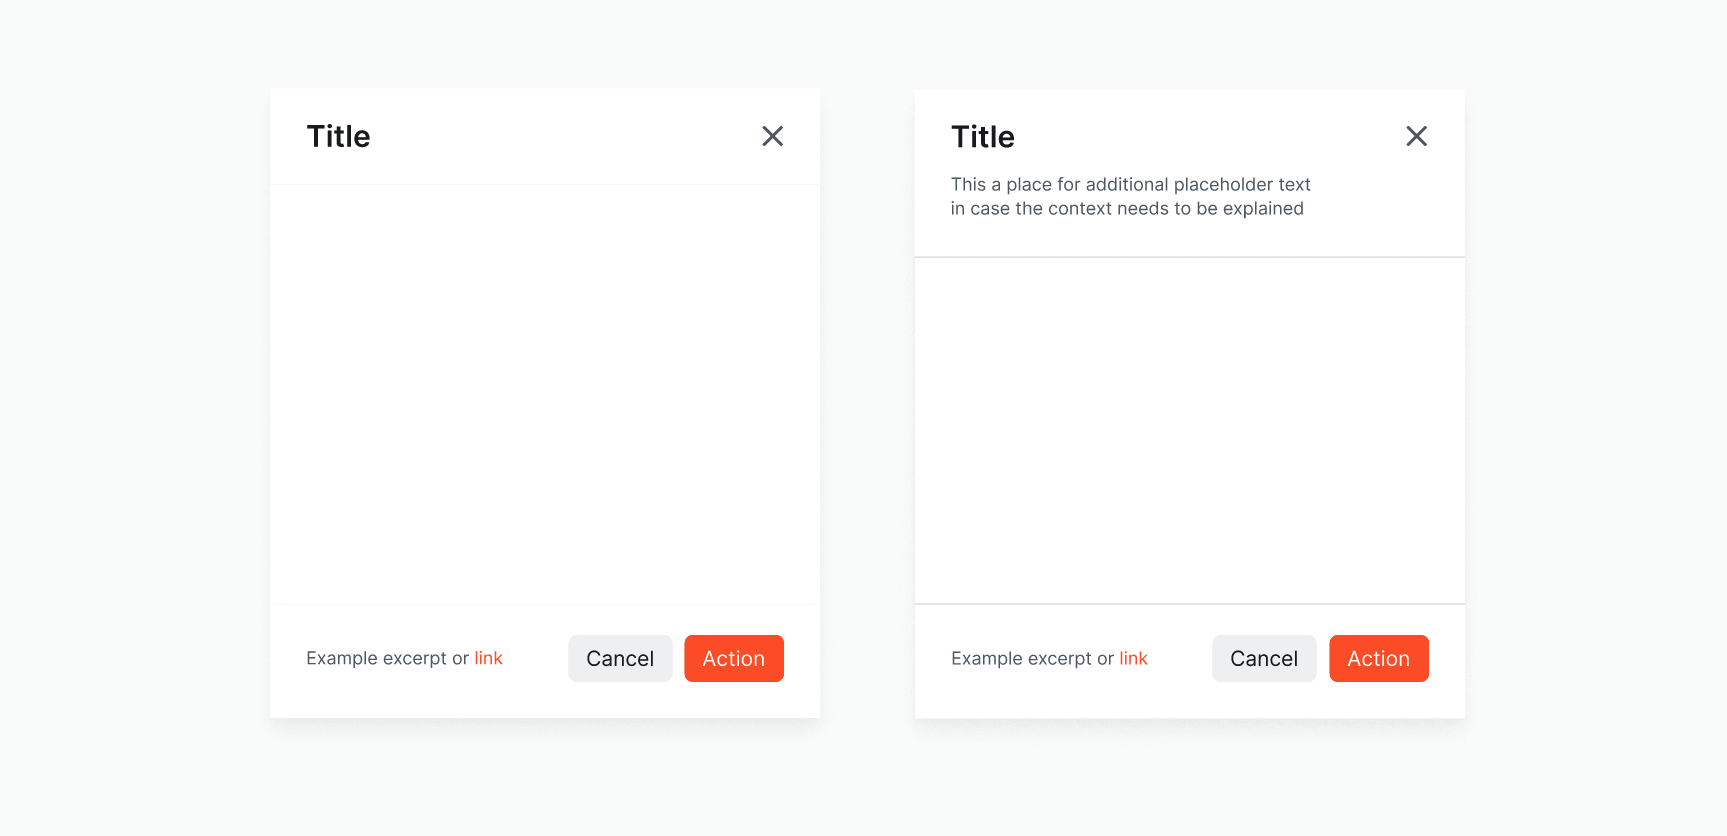 Title
Example excerpt or link
Cancel
Action
Title
This a place for additional placeholder text
in case the context needs to be explained
Example excerpt or link
Cancel
Action